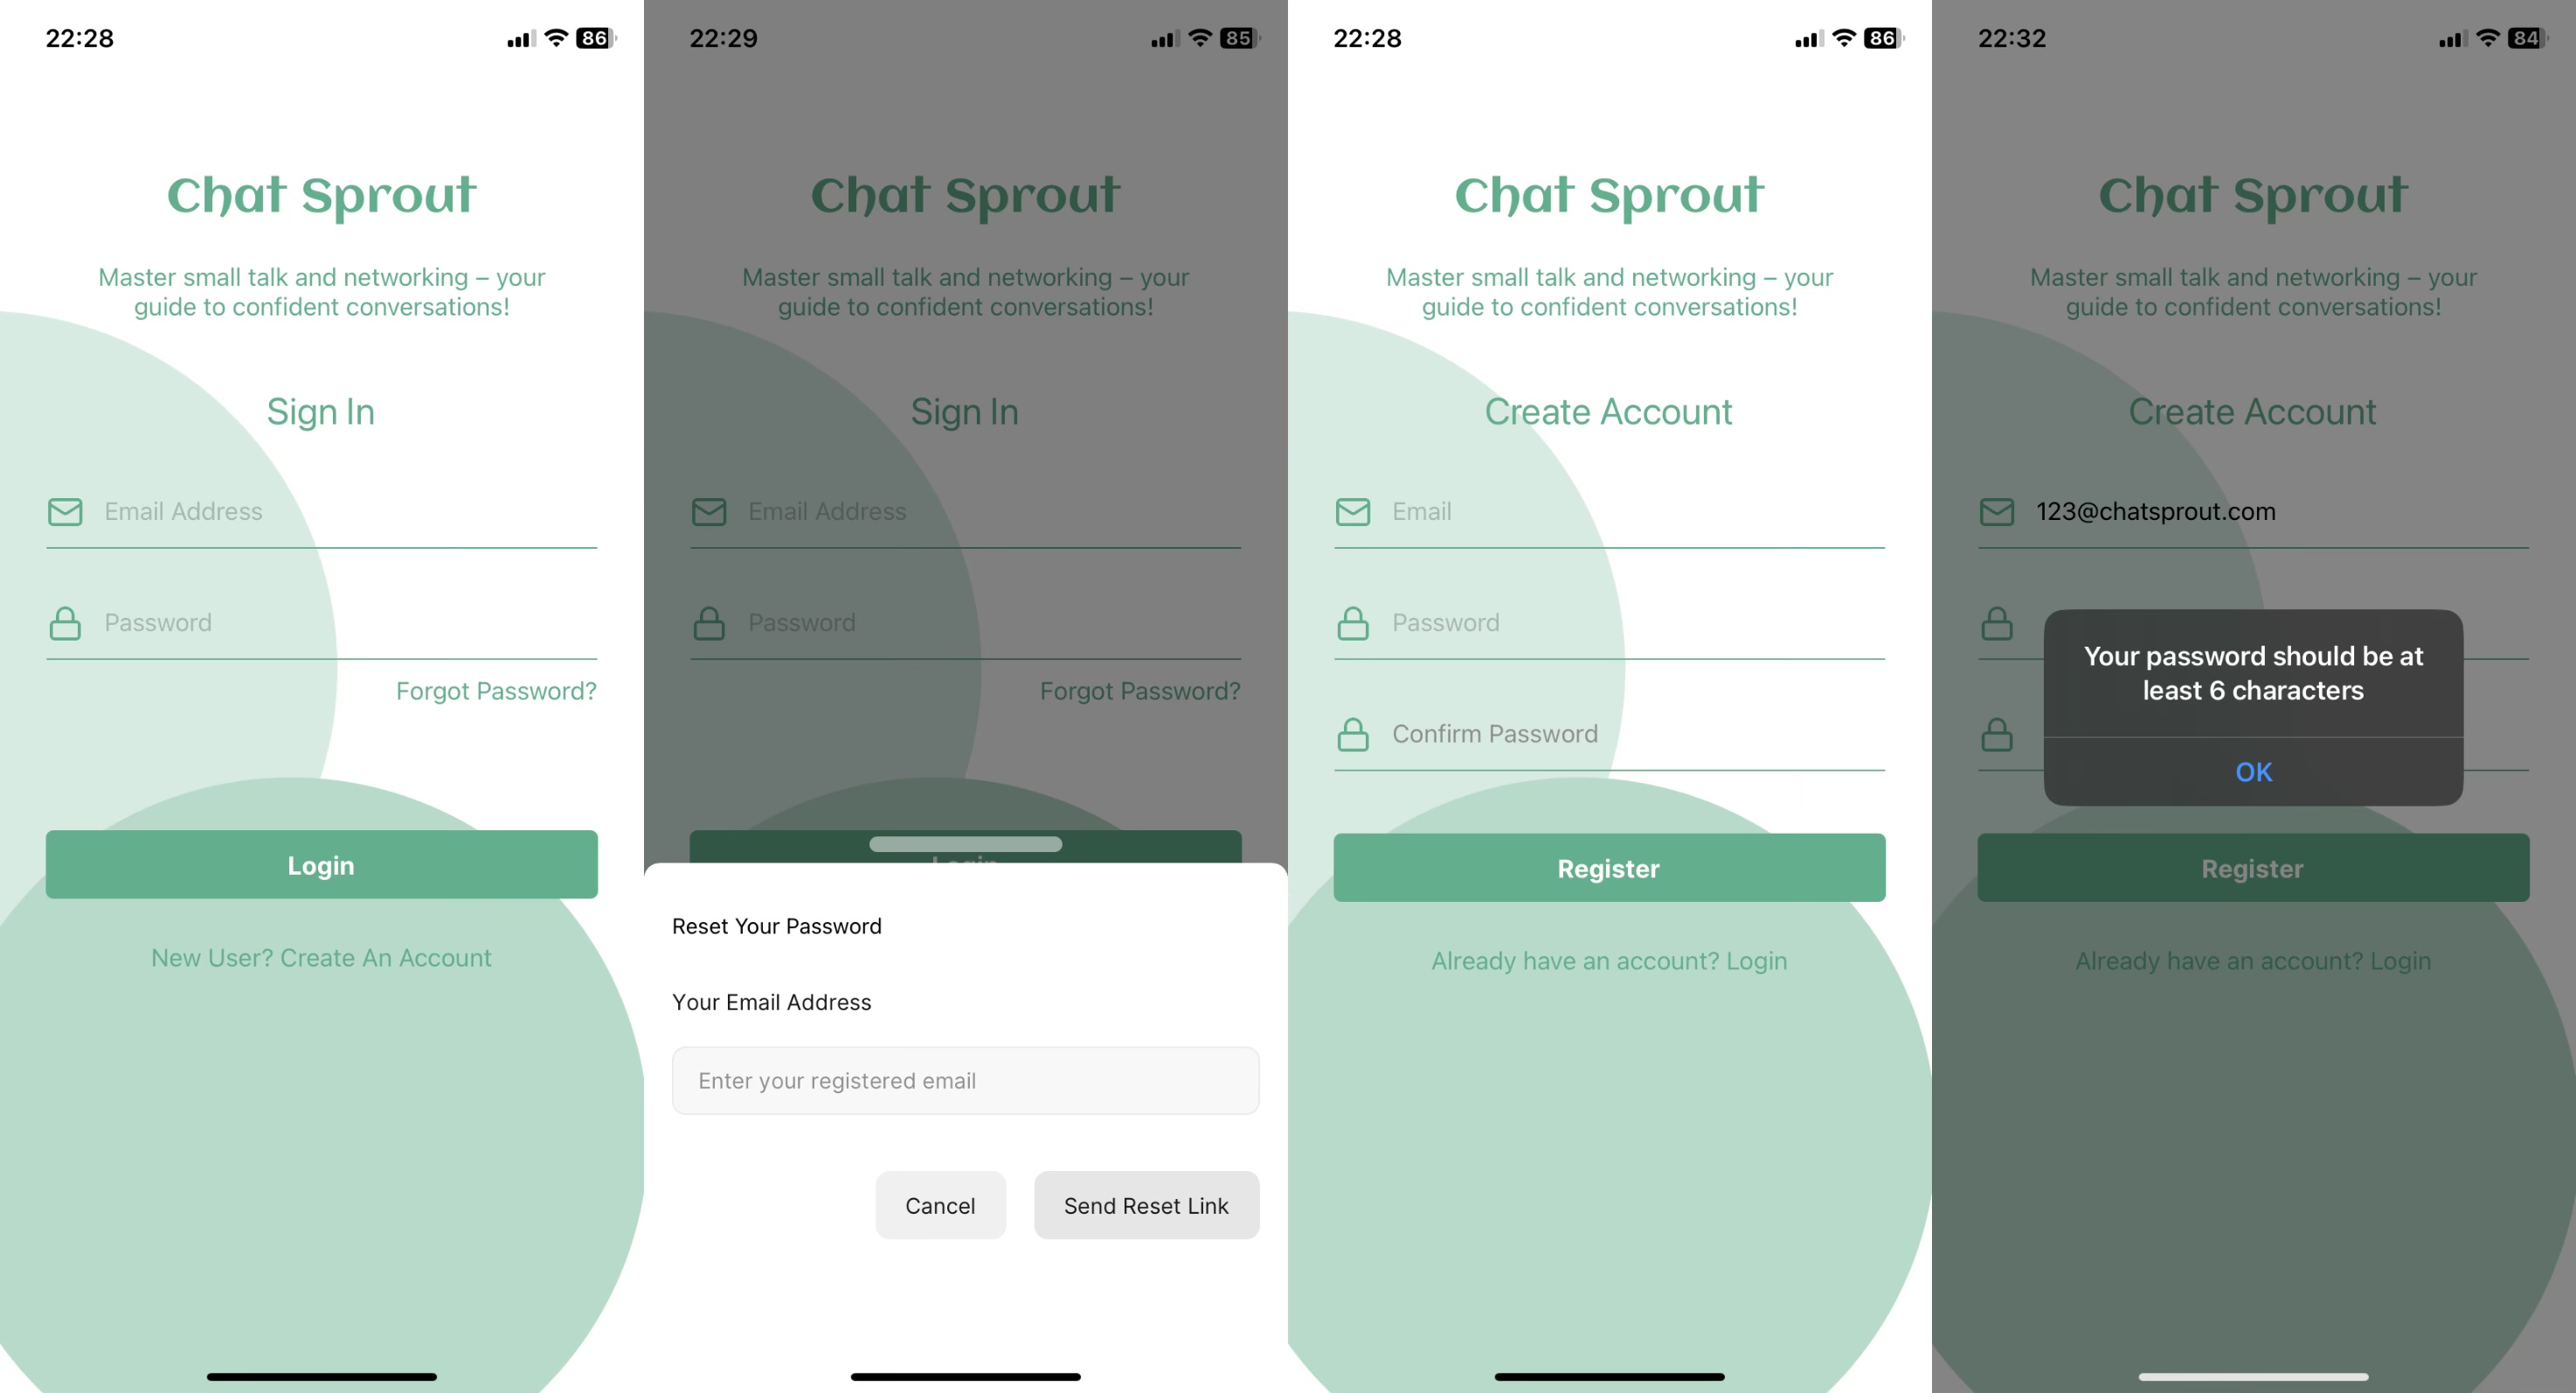 22:28
86
Chat Sprout
Master small talk and networking – your
guide to confident conversations!
Sign In
Email Address
Password
Forgot Password?
Login
New User? Create An Account
22:29
85
Chat Sprout
Master small talk and networking – your
guide to confident conversations!
Sign In
Email Address
Password
Forgot Password?
Login
Reset Your Password
Your Email Address
Enter your registered email
Cancel
Send Reset Link
22:28
86
Chat Sprout
Master small talk and networking – your
guide to confident conversations!
Create Account
Email
Password
Confirm Password
Register
Already have an account? Login
22:32
84
Chat Sprout
Master small talk and networking – your
guide to confident conversations!
Create Account
123@chatsprout.com
Your password should be at
least 6 characters
OK
Register
Already have an account? Login